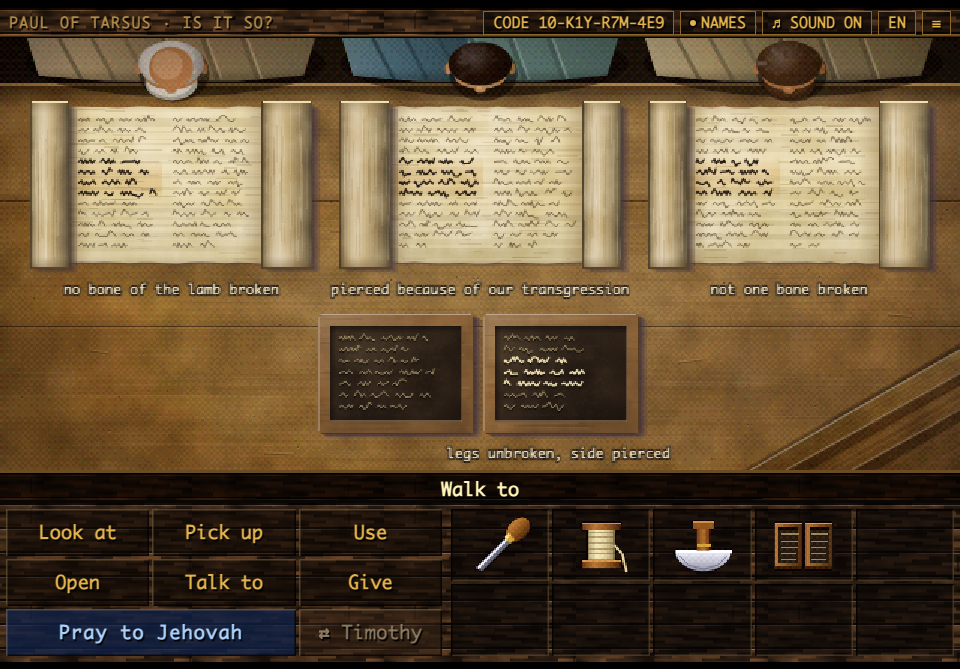 PAUL OF TARSUS · IS IT SO?
CODE 10-K1Y-R7M-4E9
● NAMES
♬ SOUND ON
EN
≡
no bone of the lamb broken
pierced because of our transgression
not one bone broken
legs unbroken, side pierced
Walk to
Look at
Pick up
Use
Open
Talk to
Give
Pray to Jehovah
⇄ Timothy